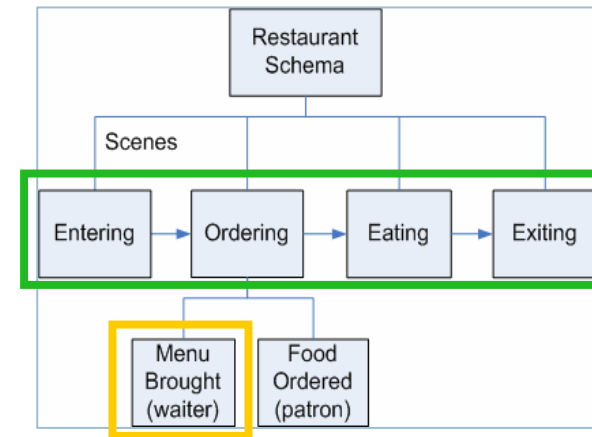 Restaurant
Schema
Scenes
Entering
Ordering
Eating
Exiting
Menu
Brought
(waiter)
Food
Ordered
(patron)